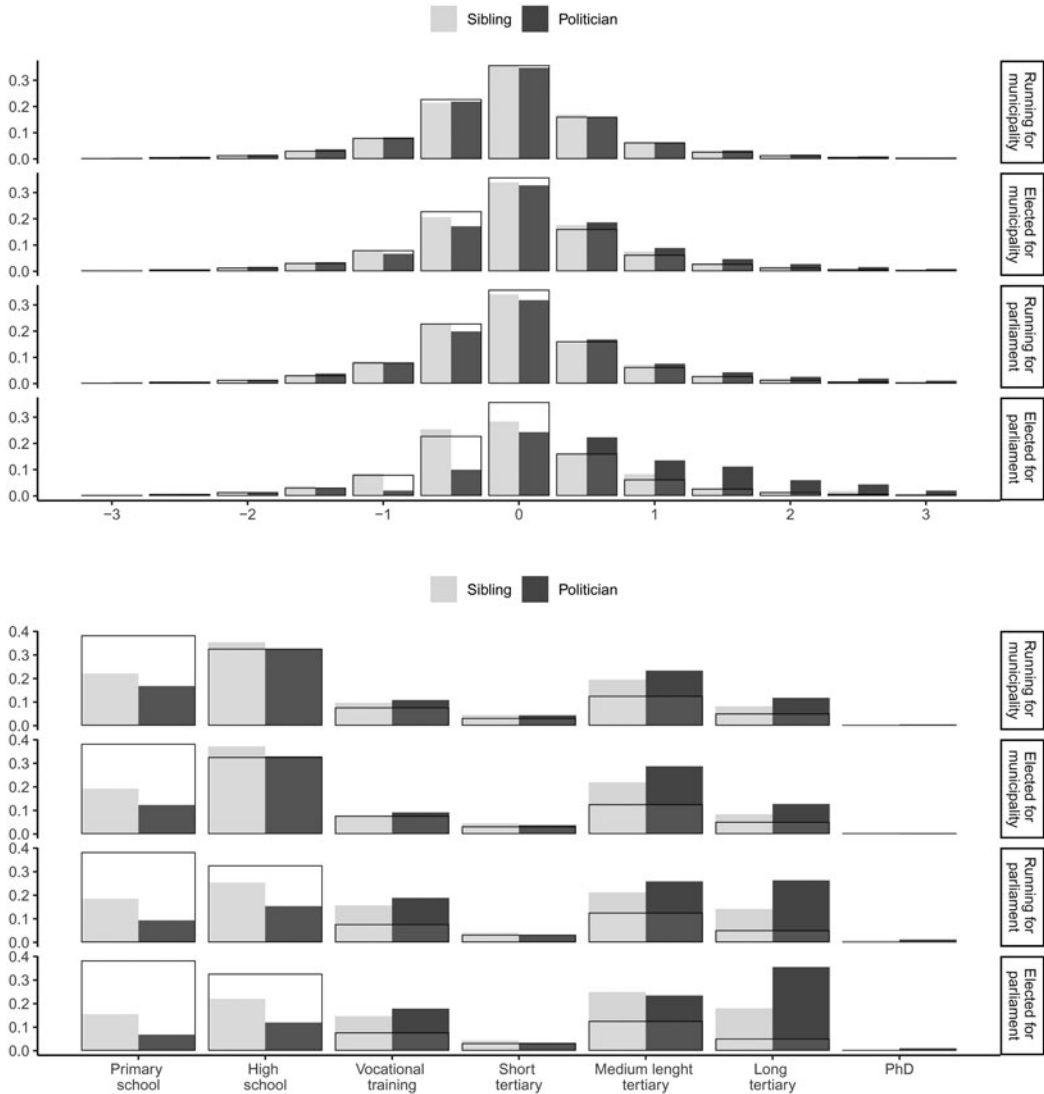 Sibling Politician
0.3
0.2
0.1
0.0
Running for
municipality
0.3
0.2
0.1
0.0
Elected for
municipality
0.3
0.2
0.1
0.0
Running for
parliament
0.3
0.2
0.1
0.0
Elected for
parliament
−3 −2 −1 0 1 2 3
Sibling Politician
0.4
0.3
0.2
0.1
0.0
Running for
municipality
0.4
0.3
0.2
0.1
0.0
Elected for
municipality
0.4
0.3
0.2
0.1
0.0
Running for
parliament
0.4
0.3
0.2
0.1
0.0
Elected for
parliament
Primary High Vocational Short Medium lenght Long PhD
school school training tertiary tertiary tertiary